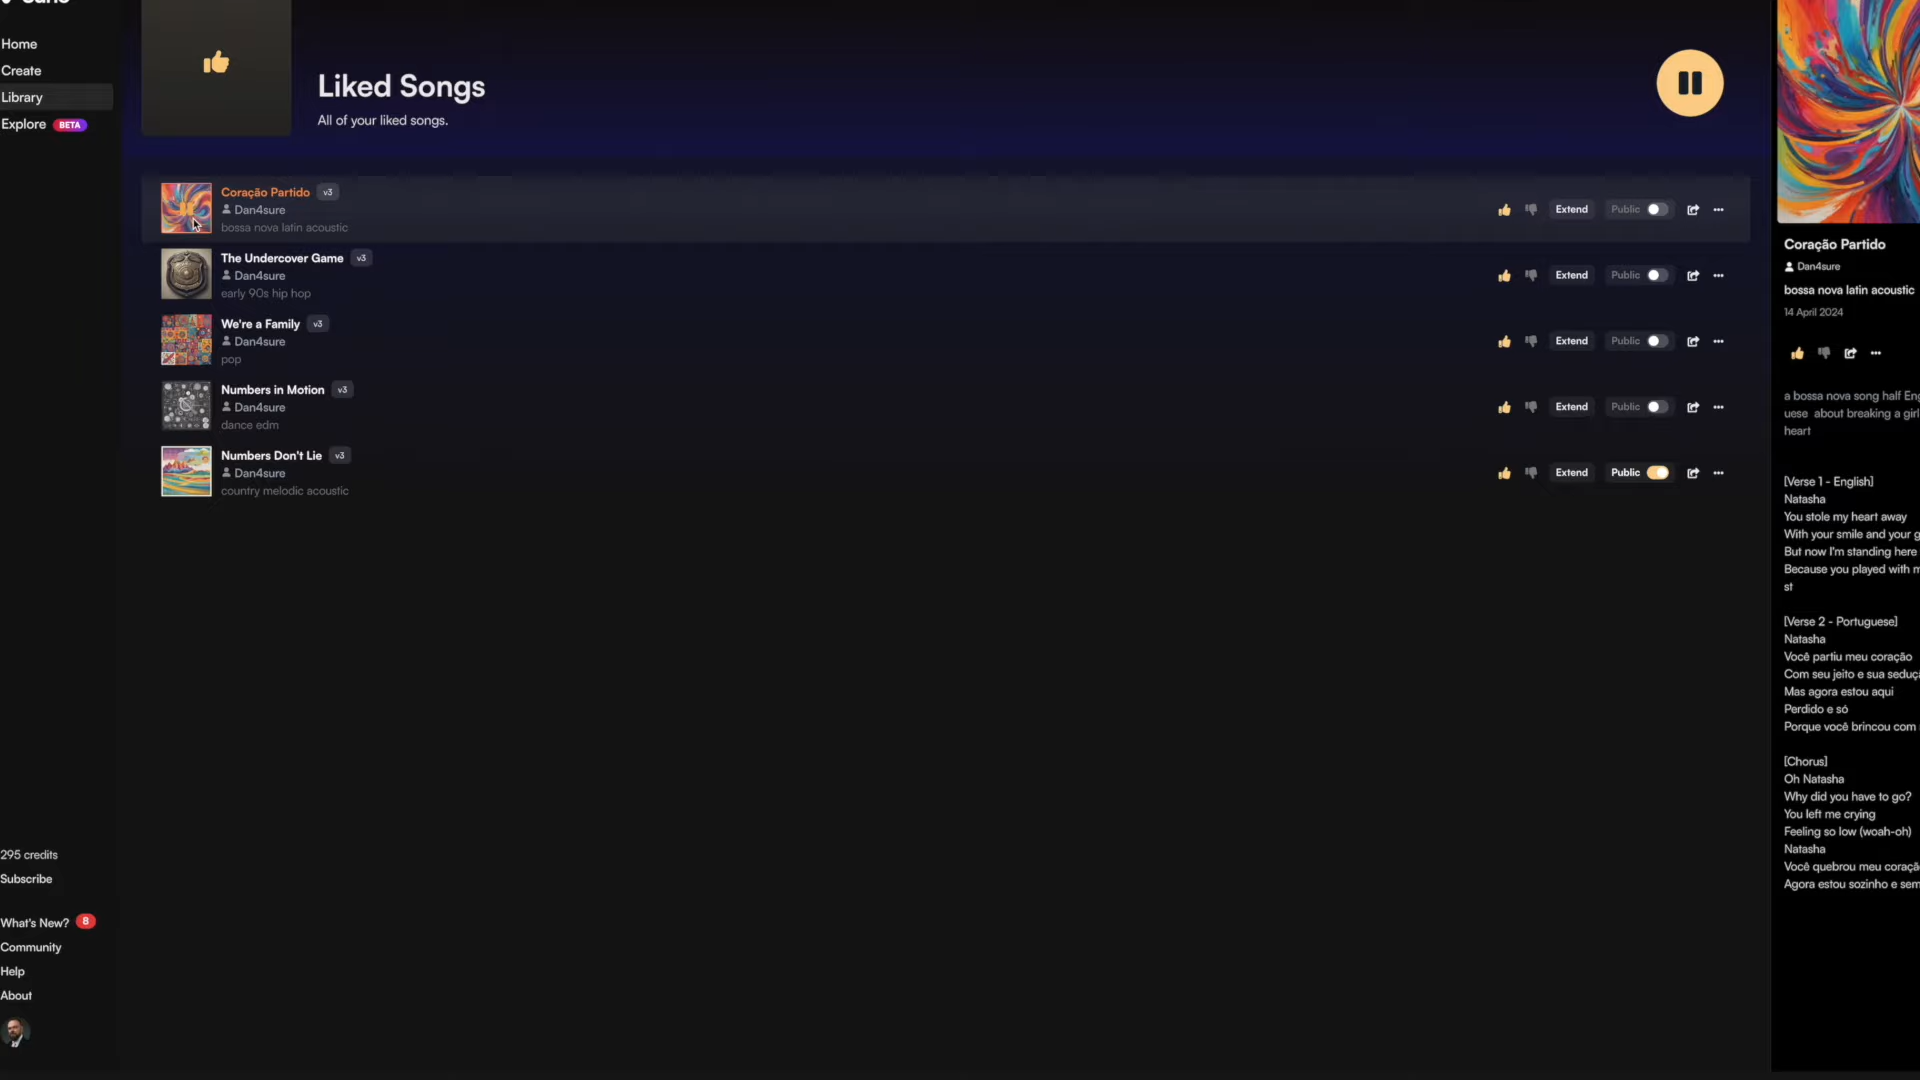 Home
Create
Library
Explore BETA
295 credits
Subscribe
What's New? 8
Community
Help
About
Liked Songs
All of your liked songs.
Coração Partido v3
Dan4sure
bossa nova latin acoustic
Extend Public
The Undercover Game v3
Dan4sure
early 90s hip hop
Extend Public
We're a Family v3
Dan4sure
pop
Extend Public
Numbers in Motion v3
Dan4sure
dance edm
Extend Public
Numbers Don't Lie v3
Dan4sure
country melodic acoustic
Extend Public
Coração Partido
Dan4sure
bossa nova latin acoustic
14 April 2024
a bossa nova song half Eng
uese about breaking a girl
heart
[Verse 1 - English]
Natasha
You stole my heart away
With your smile and your g
But now I'm standing here
Because you played with m
st
[Verse 2 - Portuguese]
Natasha
Você partiu meu coração
Com seu jeito e sua seduç
Mas agora estou aqui
Perdido e só
Porque você brincou com
[Chorus]
Oh Natasha
Why did you have to go?
You left me crying
Feeling so low (woah-oh)
Natasha
Você quebrou meu coraçã
Agora estou sozinho e sem